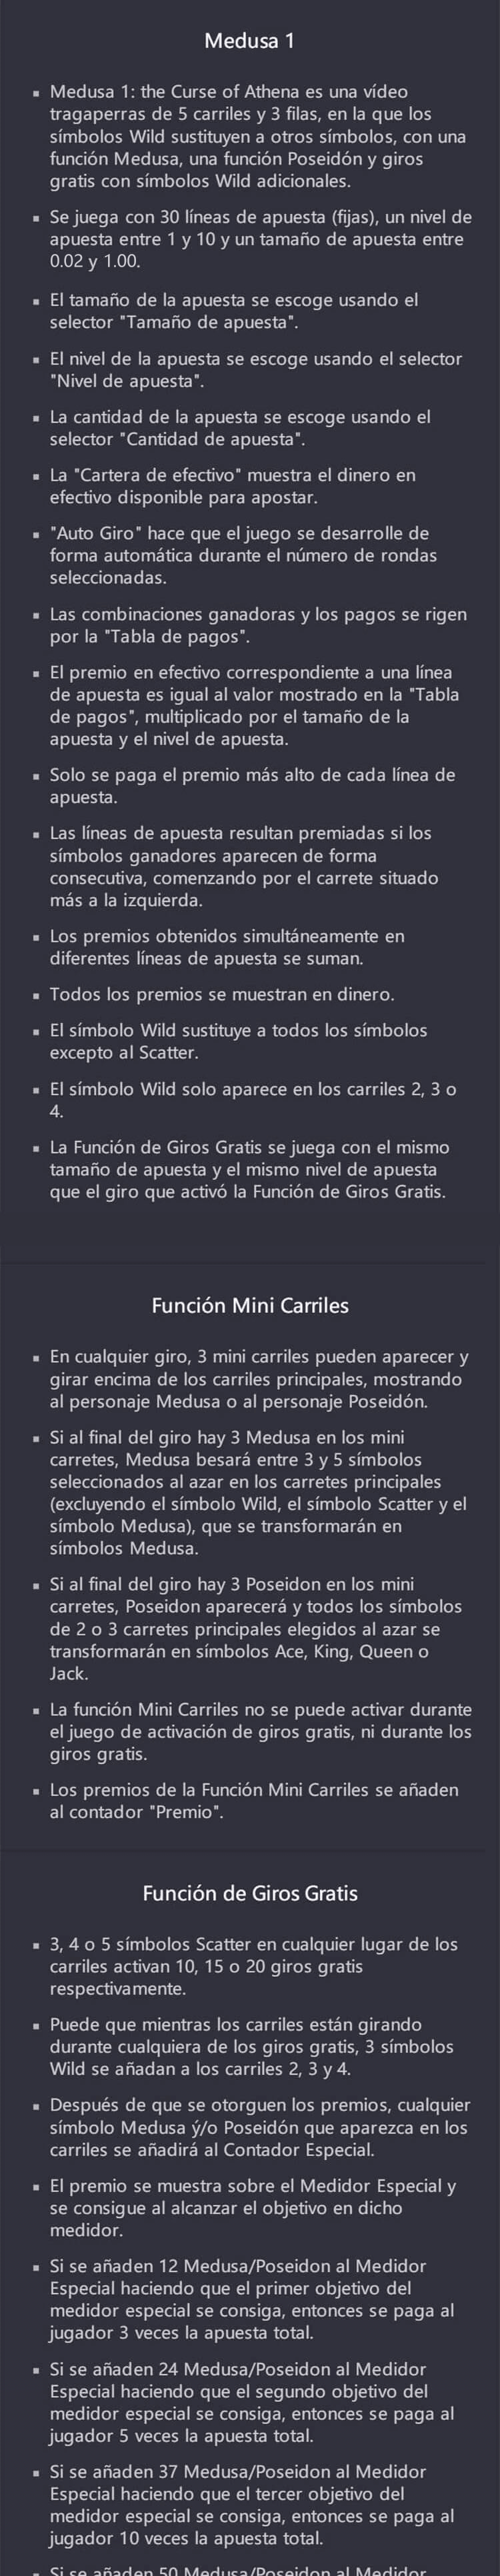 Medusa 1
▪ Medusa 1: the Curse of Athena es una vídeo
tragaperras de 5 carriles y 3 filas, en la que los
símbolos Wild sustituyen a otros símbolos, con una
función Medusa, una función Poseidón y giros
gratis con símbolos Wild adicionales.
▪ Se juega con 30 líneas de apuesta (fijas), un nivel de
apuesta entre 1 y 10 y un tamaño de apuesta entre
0.02 y 1.00.
▪ El tamaño de la apuesta se escoge usando el
selector "Tamaño de apuesta".
▪ El nivel de la apuesta se escoge usando el selector
"Nivel de apuesta".
▪ La cantidad de la apuesta se escoge usando el
selector "Cantidad de apuesta".
▪ La "Cartera de efectivo" muestra el dinero en
efectivo disponible para apostar.
▪ "Auto Giro" hace que el juego se desarrolle de
forma automática durante el número de rondas
seleccionadas.
▪ Las combinaciones ganadoras y los pagos se rigen
por la "Tabla de pagos".
▪ El premio en efectivo correspondiente a una línea
de apuesta es igual al valor mostrado en la "Tabla
de pagos", multiplicado por el tamaño de la
apuesta y el nivel de apuesta.
▪ Solo se paga el premio más alto de cada línea de
apuesta.
▪ Las líneas de apuesta resultan premiadas si los
símbolos ganadores aparecen de forma
consecutiva, comenzando por el carrete situado
más a la izquierda.
▪ Los premios obtenidos simultáneamente en
diferentes líneas de apuesta se suman.
▪ Todos los premios se muestran en dinero.
▪ El símbolo Wild sustituye a todos los símbolos
excepto al Scatter.
▪ El símbolo Wild solo aparece en los carriles 2, 3 o
4.
▪ La Función de Giros Gratis se juega con el mismo
tamaño de apuesta y el mismo nivel de apuesta
que el giro que activó la Función de Giros Gratis.
Función Mini Carriles
▪ En cualquier giro, 3 mini carriles pueden aparecer y
girar encima de los carriles principales, mostrando
al personaje Medusa o al personaje Poseidón.
▪ Si al final del giro hay 3 Medusa en los mini
carretes, Medusa besará entre 3 y 5 símbolos
seleccionados al azar en los carretes principales
(excluyendo el símbolo Wild, el símbolo Scatter y el
símbolo Medusa), que se transformarán en
símbolos Medusa.
▪ Si al final del giro hay 3 Poseidon en los mini
carretes, Poseidon aparecerá y todos los símbolos
de 2 o 3 carretes principales elegidos al azar se
transformarán en símbolos Ace, King, Queen o
Jack.
▪ La función Mini Carriles no se puede activar durante
el juego de activación de giros gratis, ni durante los
giros gratis.
▪ Los premios de la Función Mini Carriles se añaden
al contador "Premio".
Función de Giros Gratis
▪ 3, 4 o 5 símbolos Scatter en cualquier lugar de los
carriles activan 10, 15 o 20 giros gratis
respectivamente.
▪ Puede que mientras los carriles están girando
durante cualquiera de los giros gratis, 3 símbolos
Wild se añadan a los carriles 2, 3 y 4.
▪ Después de que se otorguen los premios, cualquier
símbolo Medusa ý/o Poseidón que aparezca en los
carriles se añadirá al Contador Especial.
▪ El premio se muestra sobre el Medidor Especial y
se consigue al alcanzar el objetivo en dicho
medidor.
▪ Si se añaden 12 Medusa/Poseidon al Medidor
Especial haciendo que el primer objetivo del
medidor especial se consiga, entonces se paga al
jugador 3 veces la apuesta total.
▪ Si se añaden 24 Medusa/Poseidon al Medidor
Especial haciendo que el segundo objetivo del
medidor especial se consiga, entonces se paga al
jugador 5 veces la apuesta total.
▪ Si se añaden 37 Medusa/Poseidon al Medidor
Especial haciendo que el tercer objetivo del
medidor especial se consiga, entonces se paga al
jugador 10 veces la apuesta total.
▪ Si se añaden 50 Medusa/Poseidon al Medidor